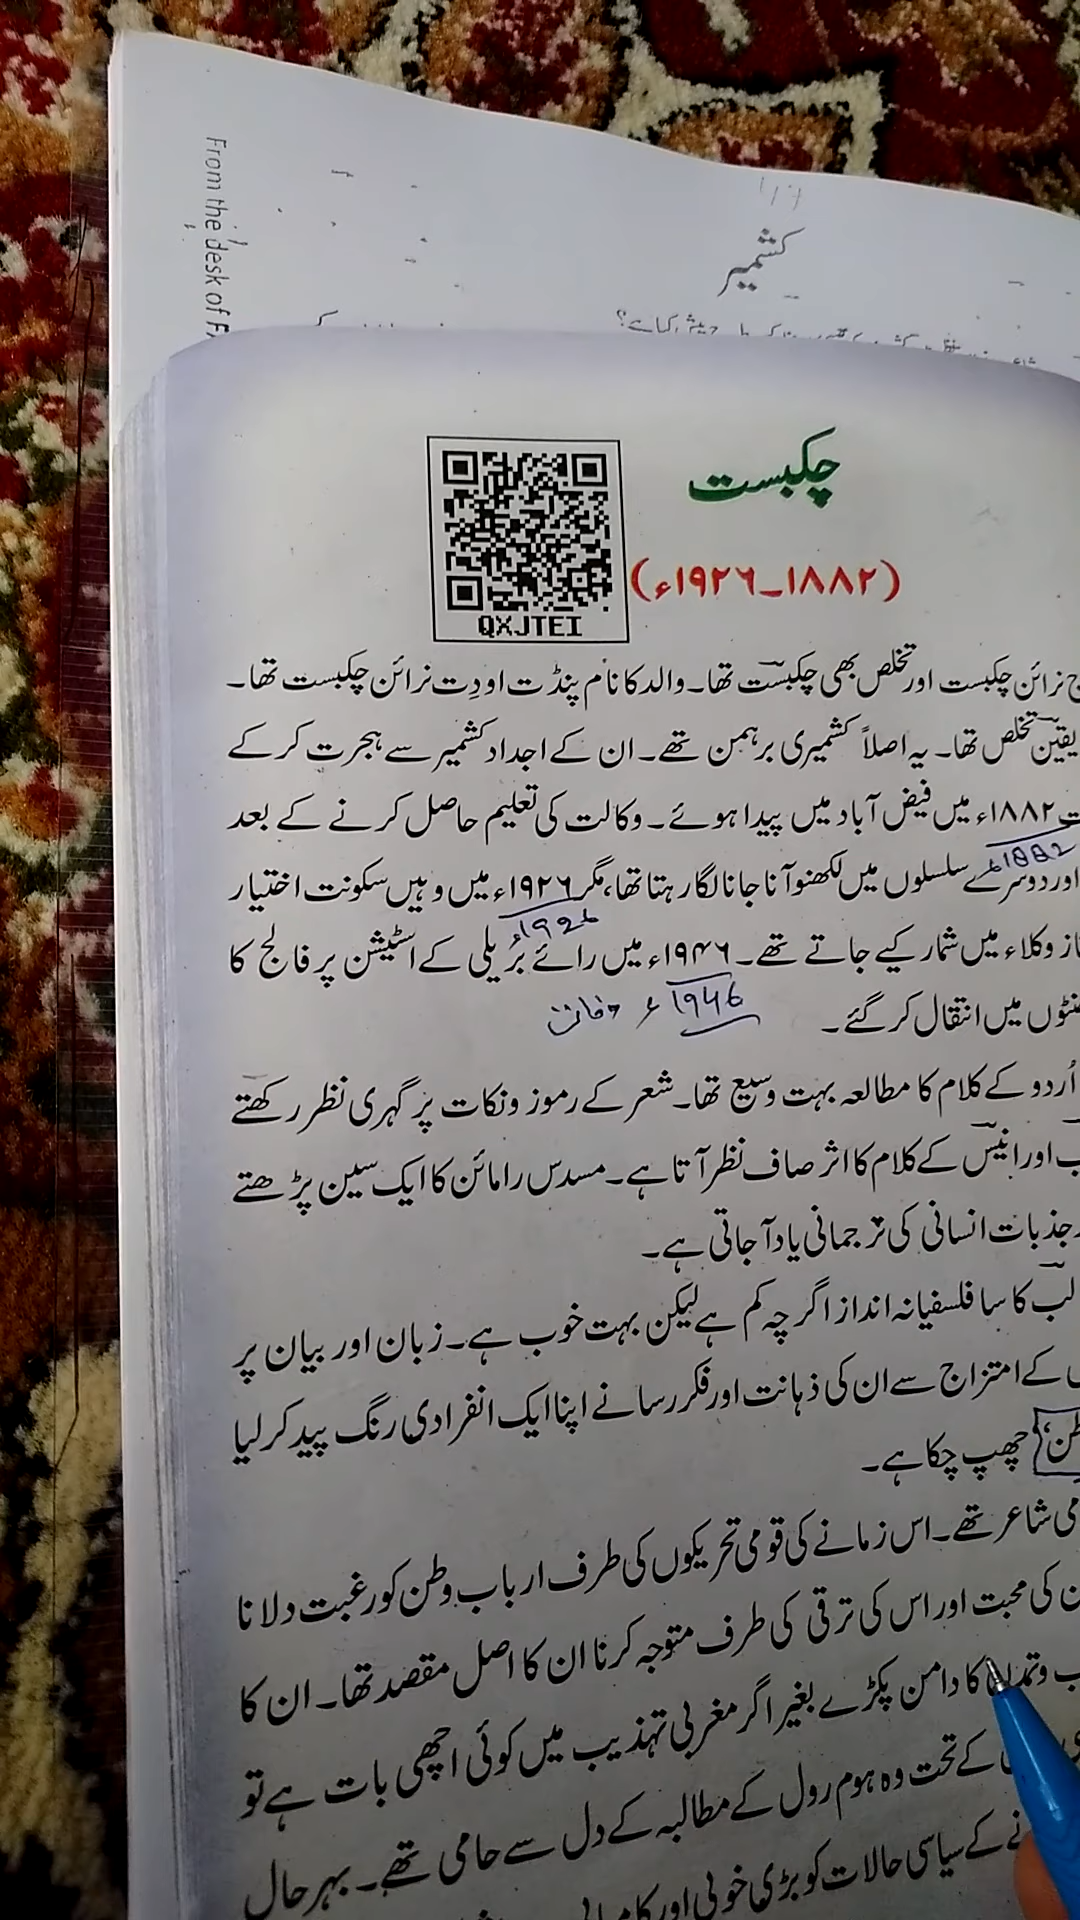 From the desk of F
کشمیر
چکبست
QXJTEI
(۱۸۸۲ـ۱۹۲۶ء)
نرائن چکبست اور تخلص بھی چکبست تھا۔ والد کا نام پنڈت اودِت نرائن چکبست تھا۔
یقین تخلص تھا۔ یہ اصلاً کشمیری برہمن تھے۔ ان کے اجداد کشمیر سے ہجرت کر کے
۱۸۸۲ء میں فیض آباد میں پیدا ہوئے۔ وکالت کی تعلیم حاصل کرنے کے بعد
1882ء
اور دوسرے سلسلوں میں لکھنو آنا جانا لگا رہتا تھا، مگر ۱۹۲۶ء میں وہیں سکونت اختیار
192
وکلاء میں شمار کیے جاتے تھے۔ ۱۹۴۶ء میں رائے بریلی کے اسٹیشن پر فالج کا
میں انتقال کر گئے۔
1946ء
اُردو کے کلام کا مطالعہ بہت وسیع تھا۔ شعر کے رموز و نکات پر گہری نظر رکھتے
اور انیس کے کلام کا اثر صاف نظر آتا ہے۔ مسدس رامائن کا ایک سین پڑھتے
جذبات انسانی کی ترجمانی یاد آجاتی ہے۔
کا سا فلسفیانہ انداز اگرچہ کم ہے لیکن بہت خوب ہے۔ زبان اور بیان پر
کے امتزاج سے ان کی ذہانت اور فکر رسا نے اپنا ایک انفرادی رنگ پید کر لیا
چھپ چکا ہے۔
شاعر تھے۔ اس زمانے کی قومی تحریکوں کی طرف ارباب وطن کو رغبت دلانا
کی محبت اور اس کی ترقی کی طرف متوجہ کرنا ان کا اصل مقصد تھا۔ ان کا
کا دامن پکڑے بغیر اگر مغربی تہذیب میں کوئی اچھی بات ہے تو
کے تحت وہ ہوم رول کے مطالبہ کے دل سے حامی تھے۔ بہرحال
کے سیاسی حالات کو بڑی خوبی اور